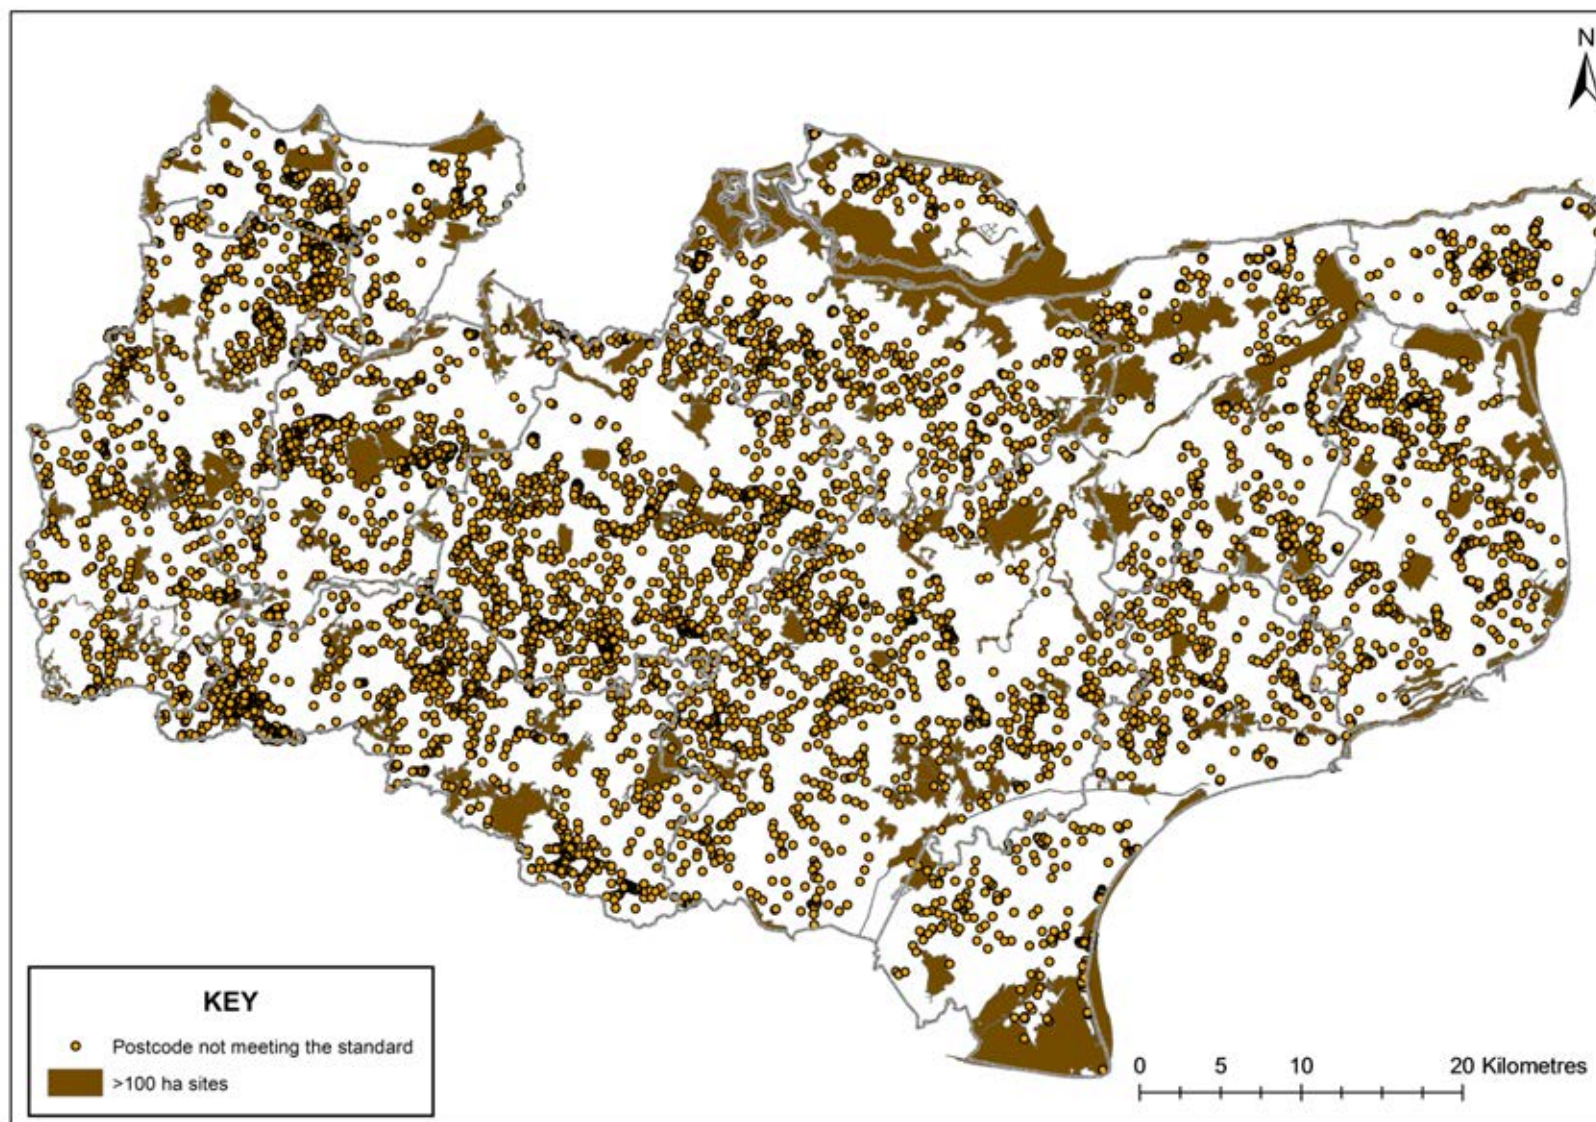 N
KEY
Postcode not meeting the standard
>100 ha sites
0 5 10 20 Kilometres